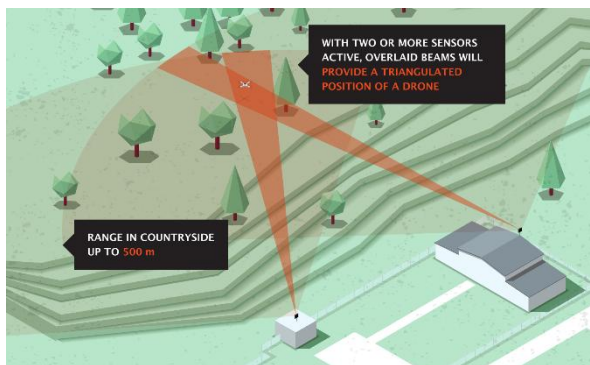 WITH TWO OR MORE SENSORS
ACTIVE, OVERLAID BEAMS WILL
PROVIDE A TRIANGULATED
POSITION OF A DRONE
RANGE IN COUNTRYSIDE
UP TO 500 m